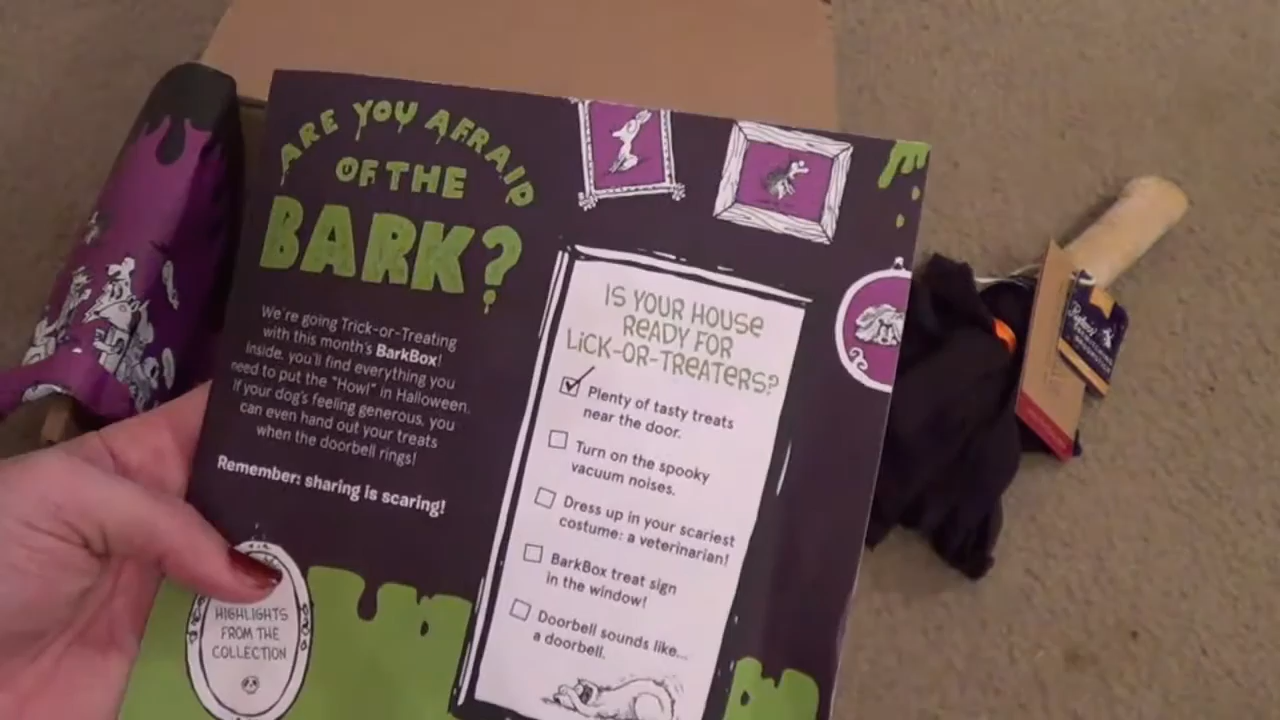 ARE YOU AFRAID
OF THE
BARK?
We're going Trick-or-Treating
with this month's BarkBox!
Inside, you'll find everything you
need to put the "Howl" in Halloween.
If your dog's feeling generous, you
can even hand out your treats
when the doorbell rings!
Remember: sharing is scaring!
HIGHLIGHTS
FROM THE
COLLECTION
IS YOUR HOUSE
READY FOR
LICK-OR-TREATERS?
Plenty of tasty treats
near the door.
Turn on the spooky
vacuum noises.
Dress up in your scariest
costume: a veterinarian!
BarkBox treat sign
in the window!
Doorbell sounds like...
a doorbell.